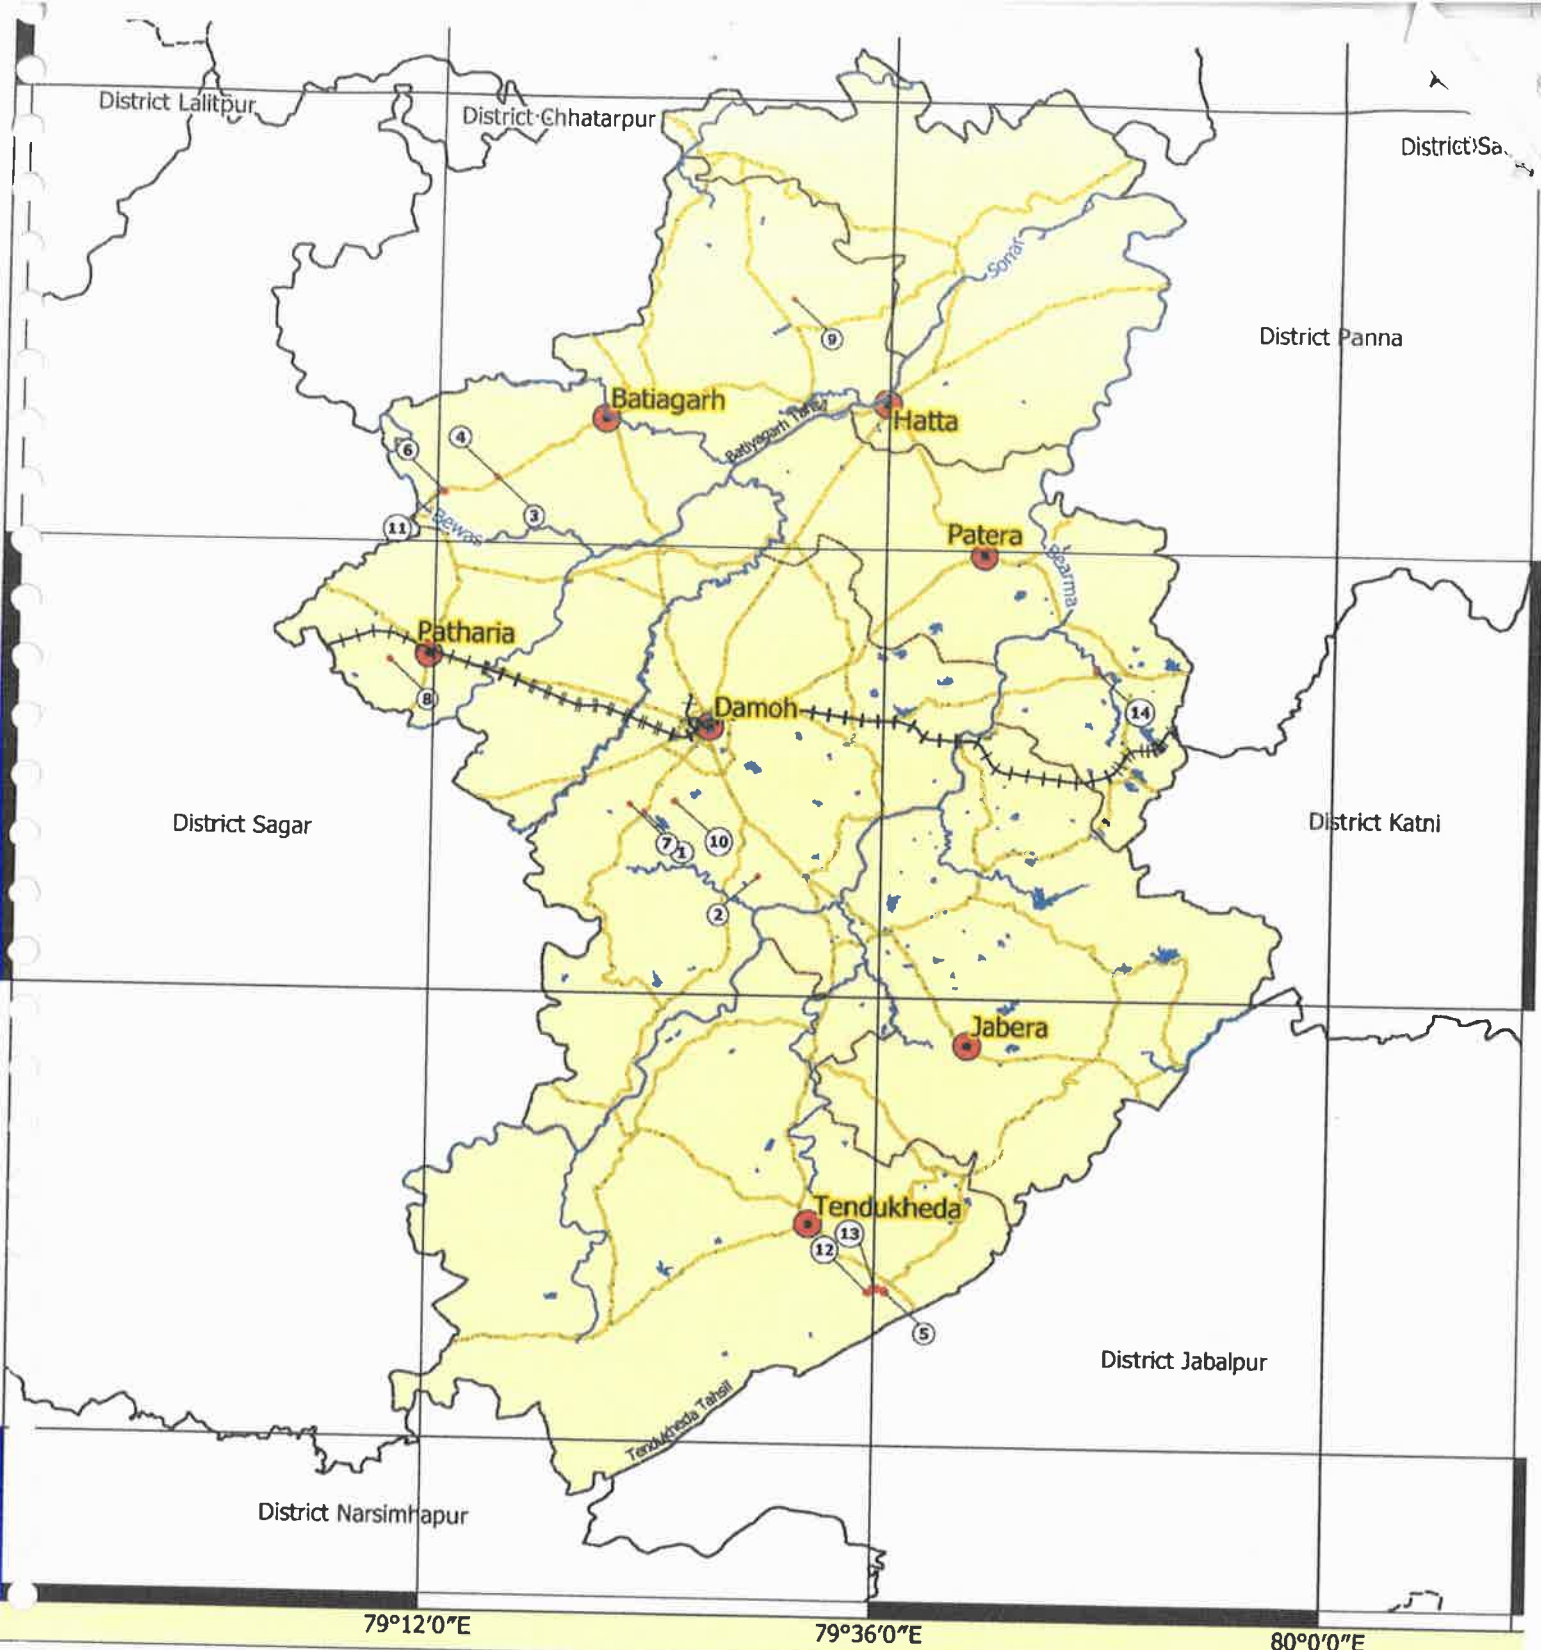 District Lalitpur
District Chhatarpur
District Sa
District Panna
Sonar
9
Batiagarh
Hatta
Batiyagarh Tahsil
4
6
3
11
Bewas
Patera
Bearma
Patharia
8
Damoh
14
District Sagar
District Katni
7
1
10
2
Jabera
Tendukheda
13
12
5
District Jabalpur
Tendukheda Tahsil
District Narsimhapur
79°12'0"E
79°36'0"E
80°0'0"E